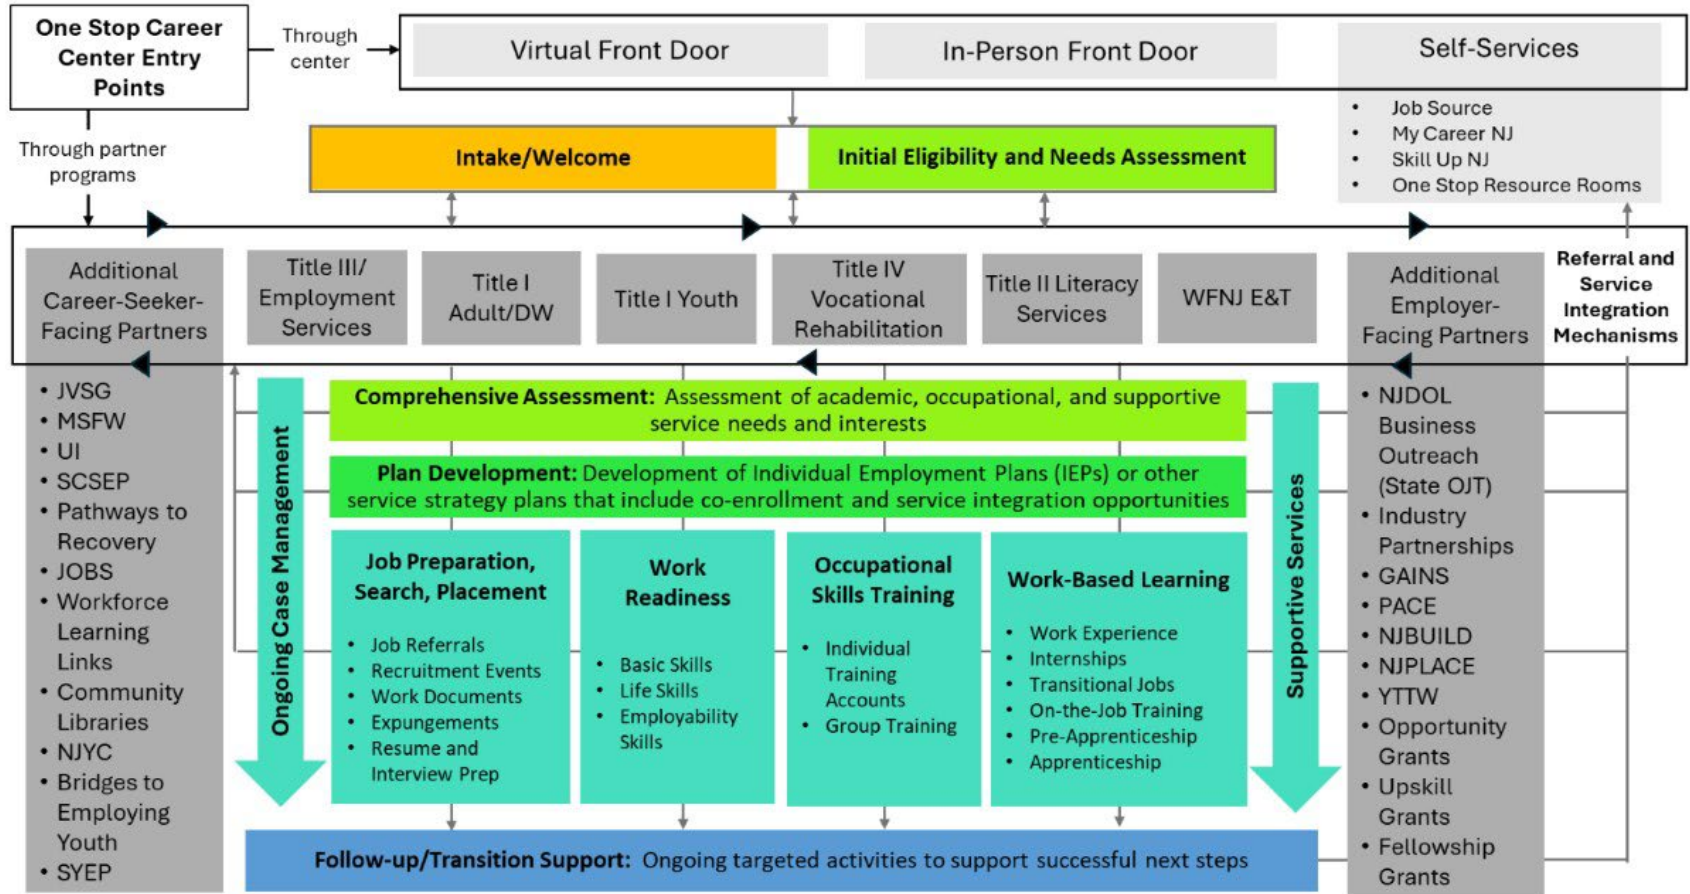 One Stop Career
Center Entry
Points
Through
center
Virtual Front Door
In-Person Front Door
Self-Services
• Job Source
• My Career NJ
• Skill Up NJ
• One Stop Resource Rooms
Through partner
programs
Intake/Welcome
Initial Eligibility and Needs Assessment
Additional
Career-Seeker-
Facing Partners
Title III/
Employment
Services
Title I
Adult/DW
Title I Youth
Title IV
Vocational
Rehabilitation
Title II Literacy
Services
WFNJ E&T
Additional
Employer-
Facing Partners
Referral and
Service
Integration
Mechanisms
• JVSG
• MSFW
• UI
• SCSEP
• Pathways to
Recovery
• JOBS
• Workforce
Learning
Links
• Community
Libraries
• NJYC
• Bridges to
Employing
Youth
• SYEP
Ongoing Case Management
Comprehensive Assessment: Assessment of academic, occupational, and supportive
service needs and interests
Plan Development: Development of Individual Employment Plans (IEPs) or other
service strategy plans that include co-enrollment and service integration opportunities
Job Preparation,
Search, Placement
• Job Referrals
• Recruitment Events
• Work Documents
• Expungements
• Resume and
Interview Prep
Work
Readiness
• Basic Skills
• Life Skills
• Employability
Skills
Occupational
Skills Training
• Individual
Training
Accounts
• Group Training
Work-Based Learning
• Work Experience
• Internships
• Transitional Jobs
• On-the-Job Training
• Pre-Apprenticeship
• Apprenticeship
Supportive Services
• NJDOL
Business
Outreach
(State OJT)
• Industry
Partnerships
• GAINS
• PACE
• NJBUILD
• NJPLACE
• YTTW
• Opportunity
Grants
• Upskill
Grants
• Fellowship
Grants
Follow-up/Transition Support: Ongoing targeted activities to support successful next steps